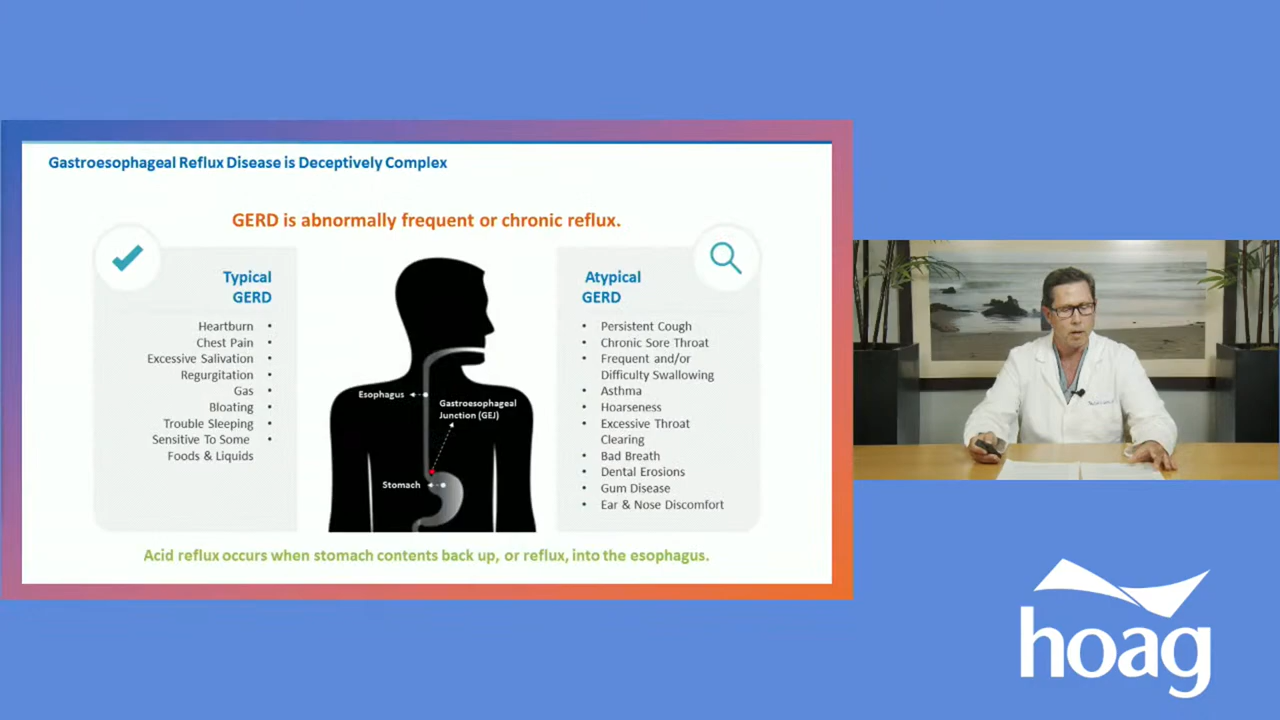 Gastroesophageal Reflux Disease is Deceptively Complex
GERD is abnormally frequent or chronic reflux.
Typical
GERD
Heartburn •
Chest Pain •
Excessive Salivation •
Regurgitation •
Gas •
Bloating •
Trouble Sleeping •
Sensitive To Some •
Foods & Liquids
Esophagus
Gastroesophageal
Junction (GEJ)
Stomach
Atypical
GERD
• Persistent Cough
• Chronic Sore Throat
• Frequent and/or
Difficulty Swallowing
• Asthma
• Hoarseness
• Excessive Throat
Clearing
• Bad Breath
• Dental Erosions
• Gum Disease
• Ear & Nose Discomfort
Acid reflux occurs when stomach contents back up, or reflux, into the esophagus.
hoag